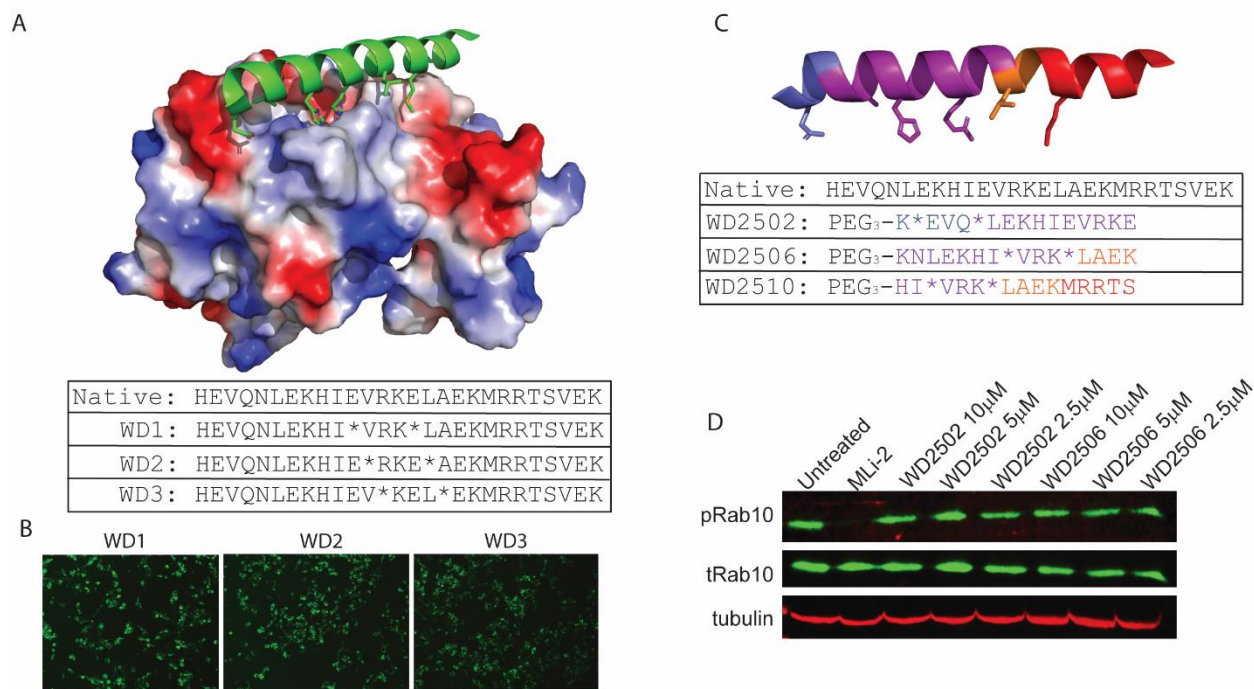 A
Native: HEVQNLEKHIEVRKELAEKMRRTSVEK
WD1: HEVQNLEKHI*VRK*LAEKMRRTSVEK
WD2: HEVQNLEKHIE*RKE*AEKMRRTSVEK
WD3: HEVQNLEKHIEV*KEL*EKMRRTSVEK
B
WD1 WD2 WD3
C
Native: HEVQNLEKHIEVRKELAEKMRRTSVEK
WD2502: PEG₃-K*EVQ*LEKHIEVRKE
WD2506: PEG₃-KNLEKHI*VRK*LAEK
WD2510: PEG₃-HI*VRK*LAEKMRRTS
D
Untreated
MLi-2
WD2502 10μM
WD2502 5μM
WD2502 2.5μM
WD2506 10μM
WD2506 5μM
WD2506 2.5μM
pRab10
tRab10
tubulin